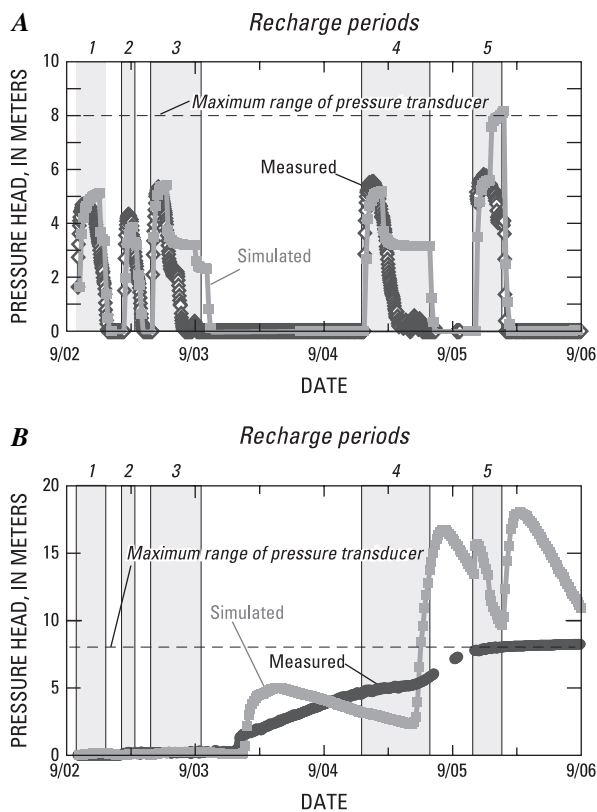 A
Recharge periods
1 2 3 4 5
10
Maximum range of pressure transducer
8
Measured
6
4
Simulated
2
0
PRESSURE HEAD, IN METERS
9/02 9/03 9/04 9/05 9/06
DATE
B
Recharge periods
1 2 3 4 5
20
15
Maximum range of pressure transducer
10
Simulated
Measured
5
0
PRESSURE HEAD, IN METERS
9/02 9/03 9/04 9/05 9/06
DATE